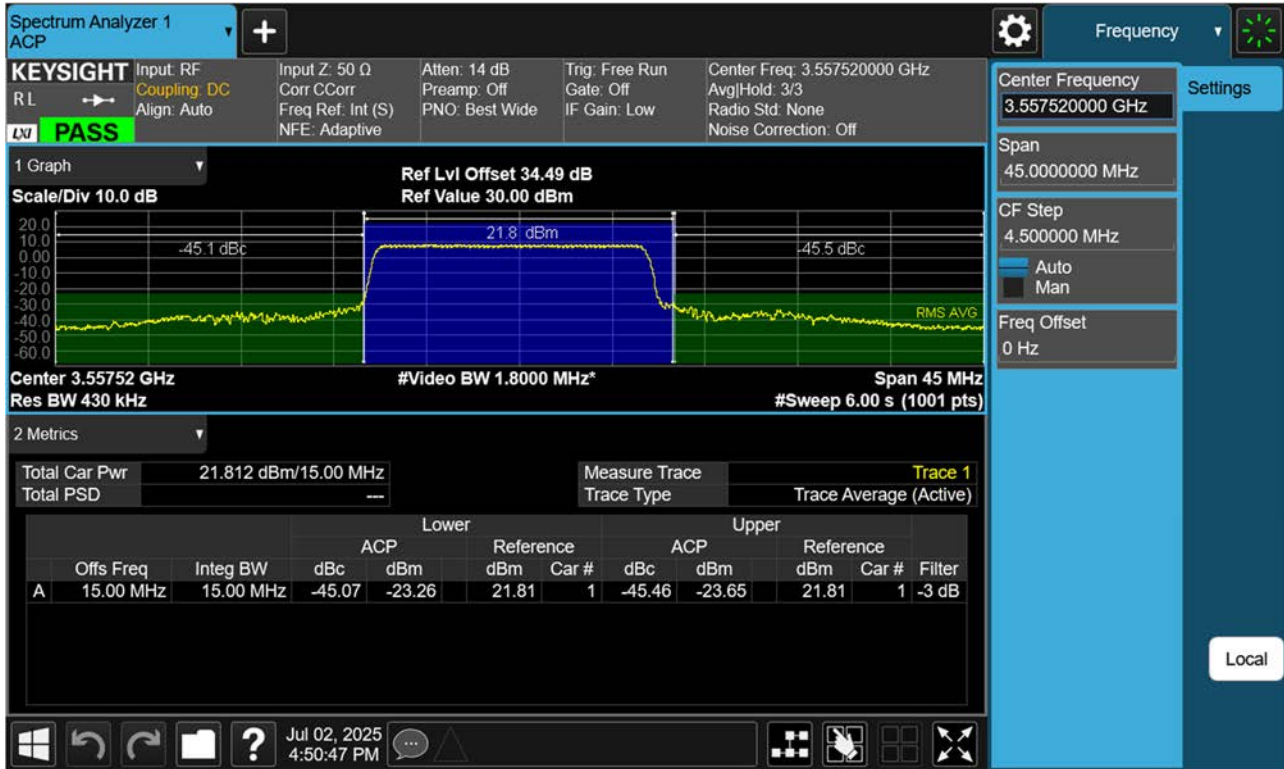 Spectrum Analyzer 1
ACP
Frequency
KEYSIGHT
R L
LXI
PASS
Input: RF
Coupling: DC
Align: Auto
Input Z: 50 Ω
Corr CCorr
Freq Ref: Int (S)
NFE: Adaptive
Atten: 14 dB
Preamp: Off
PNO: Best Wide
Trig: Free Run
Gate: Off
IF Gain: Low
Center Freq: 3.557520000 GHz
Avg|Hold: 3/3
Radio Std: None
Noise Correction: Off
1 Graph
Scale/Div 10.0 dB
Ref Lvl Offset 34.49 dB
Ref Value 30.00 dBm
20.0
10.0
0.00
-10.0
-20.0
-30.0
-40.0
-50.0
-60.0
-45.1 dBc
21.8 dBm
-45.5 dBc
RMS AVG
Center 3.55752 GHz
#Video BW 1.8000 MHz*
Span 45 MHz
Res BW 430 kHz
#Sweep 6.00 s (1001 pts)
2 Metrics
Total Car Pwr 21.812 dBm/15.00 MHz
Total PSD ---
Measure Trace Trace 1
Trace Type Trace Average (Active)
Lower Upper
ACP Reference ACP Reference
Offs Freq Integ BW dBc dBm dBm Car # dBc dBm dBm Car # Filter
A 15.00 MHz 15.00 MHz -45.07 -23.26 21.81 1 -45.46 -23.65 21.81 1 -3 dB
Jul 02, 2025
4:50:47 PM
Center Frequency
3.557520000 GHz
Span
45.0000000 MHz
CF Step
4.500000 MHz
Auto
Man
Freq Offset
0 Hz
Settings
Local